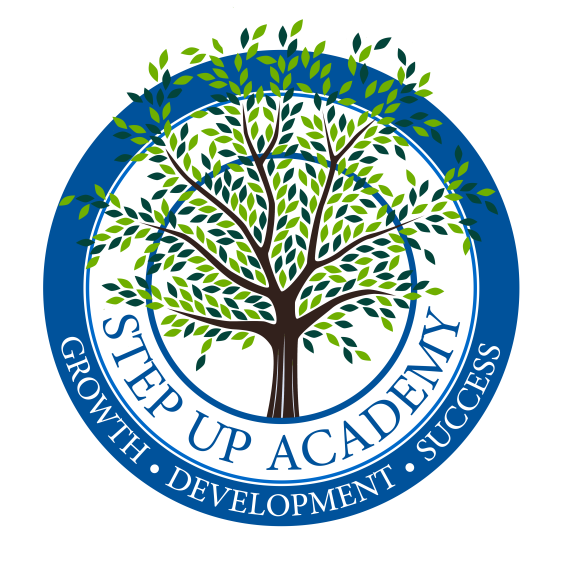 STEP UP ACADEMY
GROWTH • DEVELOPMENT • SUCCESS